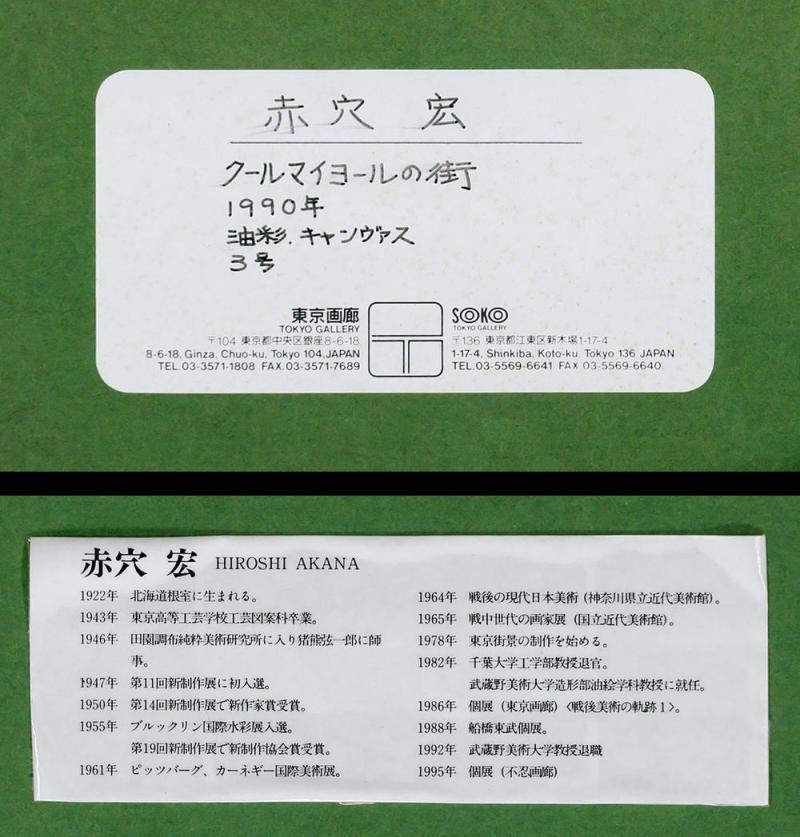 赤穴 宏
クールマイヨールの街
1990年
油彩.キャンヴァス
3号
東京画廊
TOKYO GALLERY
〒104 東京都中央区銀座8-6-18
8-6-18, Ginza, Chuo-ku, Tokyo 104,JAPAN
TEL.03-3571-1808 FAX.03-3571-7689
SOKO
TOKYO GALLERY
〒136 東京都江東区新木場1-17-4
1-17-4, Shinkiba, Koto-ku. Tokyo 136 JAPAN
TEL.03-5569-6641 FAX 03-5569-6640
赤穴 宏 HIROSHI AKANA
1922年 北海道根室に生まれる。
1943年 東京高等工芸学校工芸図案科卒業。
1946年 田園調布純粋美術研究所に入り猪熊弦一郎に師
事。
1947年 第11回新制作展に初入選。
1950年 第14回新制作展で新作家賞受賞。
1955年 ブルックリン国際水彩展入選。
第19回新制作展で新制作協会賞受賞。
1961年 ピッツバーグ、カーネギー国際美術展。
1964年 戦後の現代日本美術(神奈川県立近代美術館)。
1965年 戦中世代の画家展(国立近代美術館)。
1978年 東京街景の制作を始める。
1982年 千葉大学工学部教授退官。
武蔵野美術大学造形部油絵学科教授に就任。
1986年 個展(東京画廊)〈戦後美術の軌跡1〉。
1988年 船橋東武個展。
1992年 武蔵野美術大学教授退職
1995年 個展(不忍画廊)